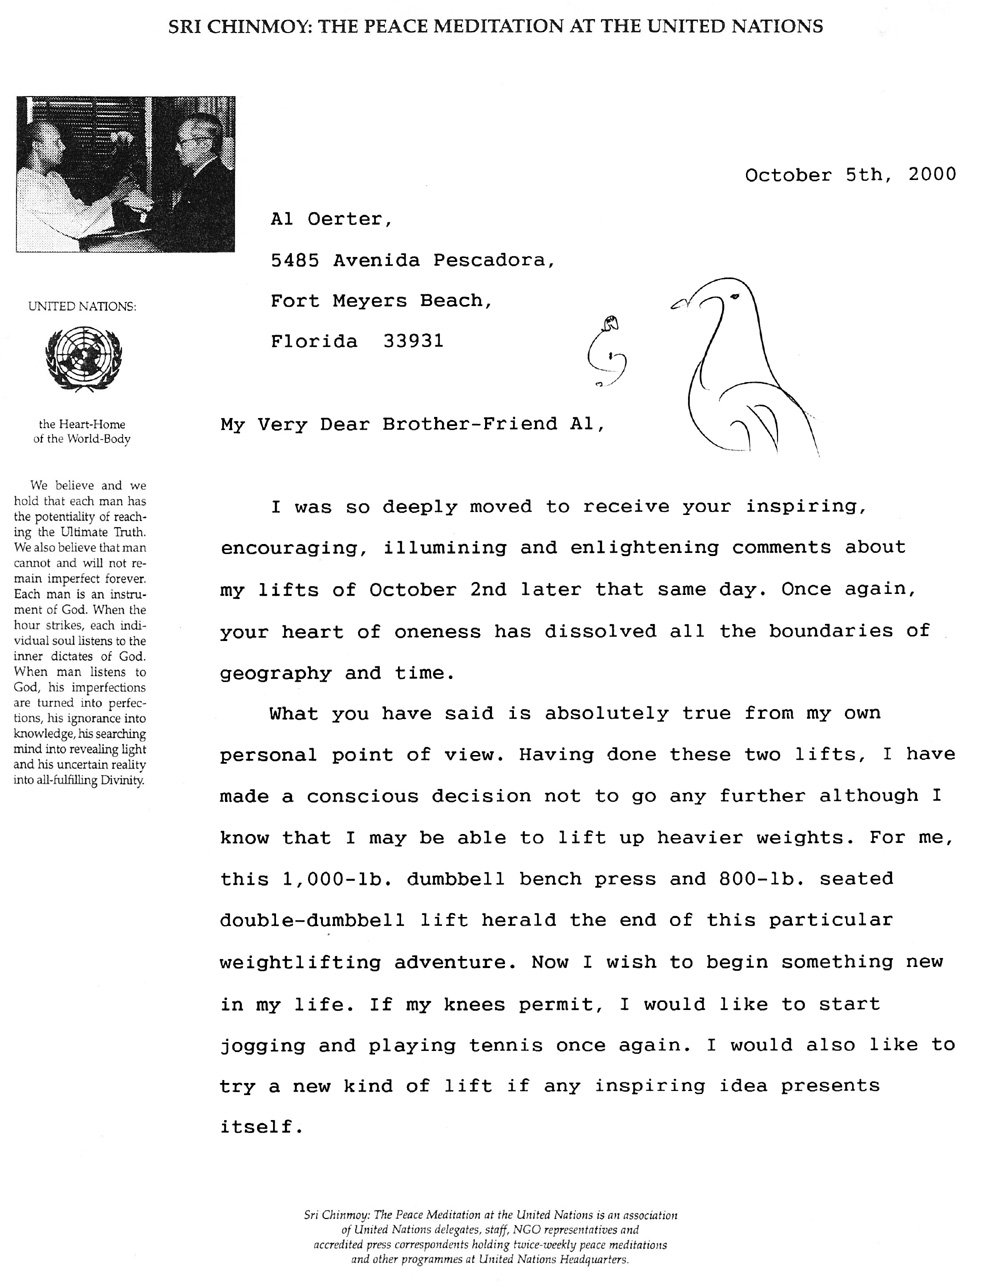 SRI CHINMOY: THE PEACE MEDITATION AT THE UNITED NATIONS
October 5th, 2000
Al Oerter,
5485 Avenida Pescadora,
Fort Meyers Beach,
Florida  33931
UNITED NATIONS:
the Heart-Home
of the World-Body
We believe and we
hold that each man has
the potentiality of reach-
ing the Ultimate Truth.
We also believe that man
cannot and will not re-
main imperfect forever.
Each man is an instru-
ment of God. When the
hour strikes, each indi-
vidual soul listens to the
inner dictates of God.
When man listens to
God, his imperfections
are turned into perfec-
tions, his ignorance into
knowledge, his searching
mind into revealing light
and his uncertain reality
into all-fulfilling Divinity.
My Very Dear Brother-Friend Al,
I was so deeply moved to receive your inspiring,
encouraging, illumining and enlightening comments about
my lifts of October 2nd later that same day. Once again,
your heart of oneness has dissolved all the boundaries of
geography and time.
What you have said is absolutely true from my own
personal point of view. Having done these two lifts, I have
made a conscious decision not to go any further although I
know that I may be able to lift up heavier weights. For me,
this 1,000-lb. dumbbell bench press and 800-lb. seated
double-dumbbell lift herald the end of this particular
weightlifting adventure. Now I wish to begin something new
in my life. If my knees permit, I would like to start
jogging and playing tennis once again. I would also like to
try a new kind of lift if any inspiring idea presents
itself.
Sri Chinmoy: The Peace Meditation at the United Nations is an association
of United Nations delegates, staff, NGO representatives and
accredited press correspondents holding twice-weekly peace meditations
and other programmes at United Nations Headquarters.